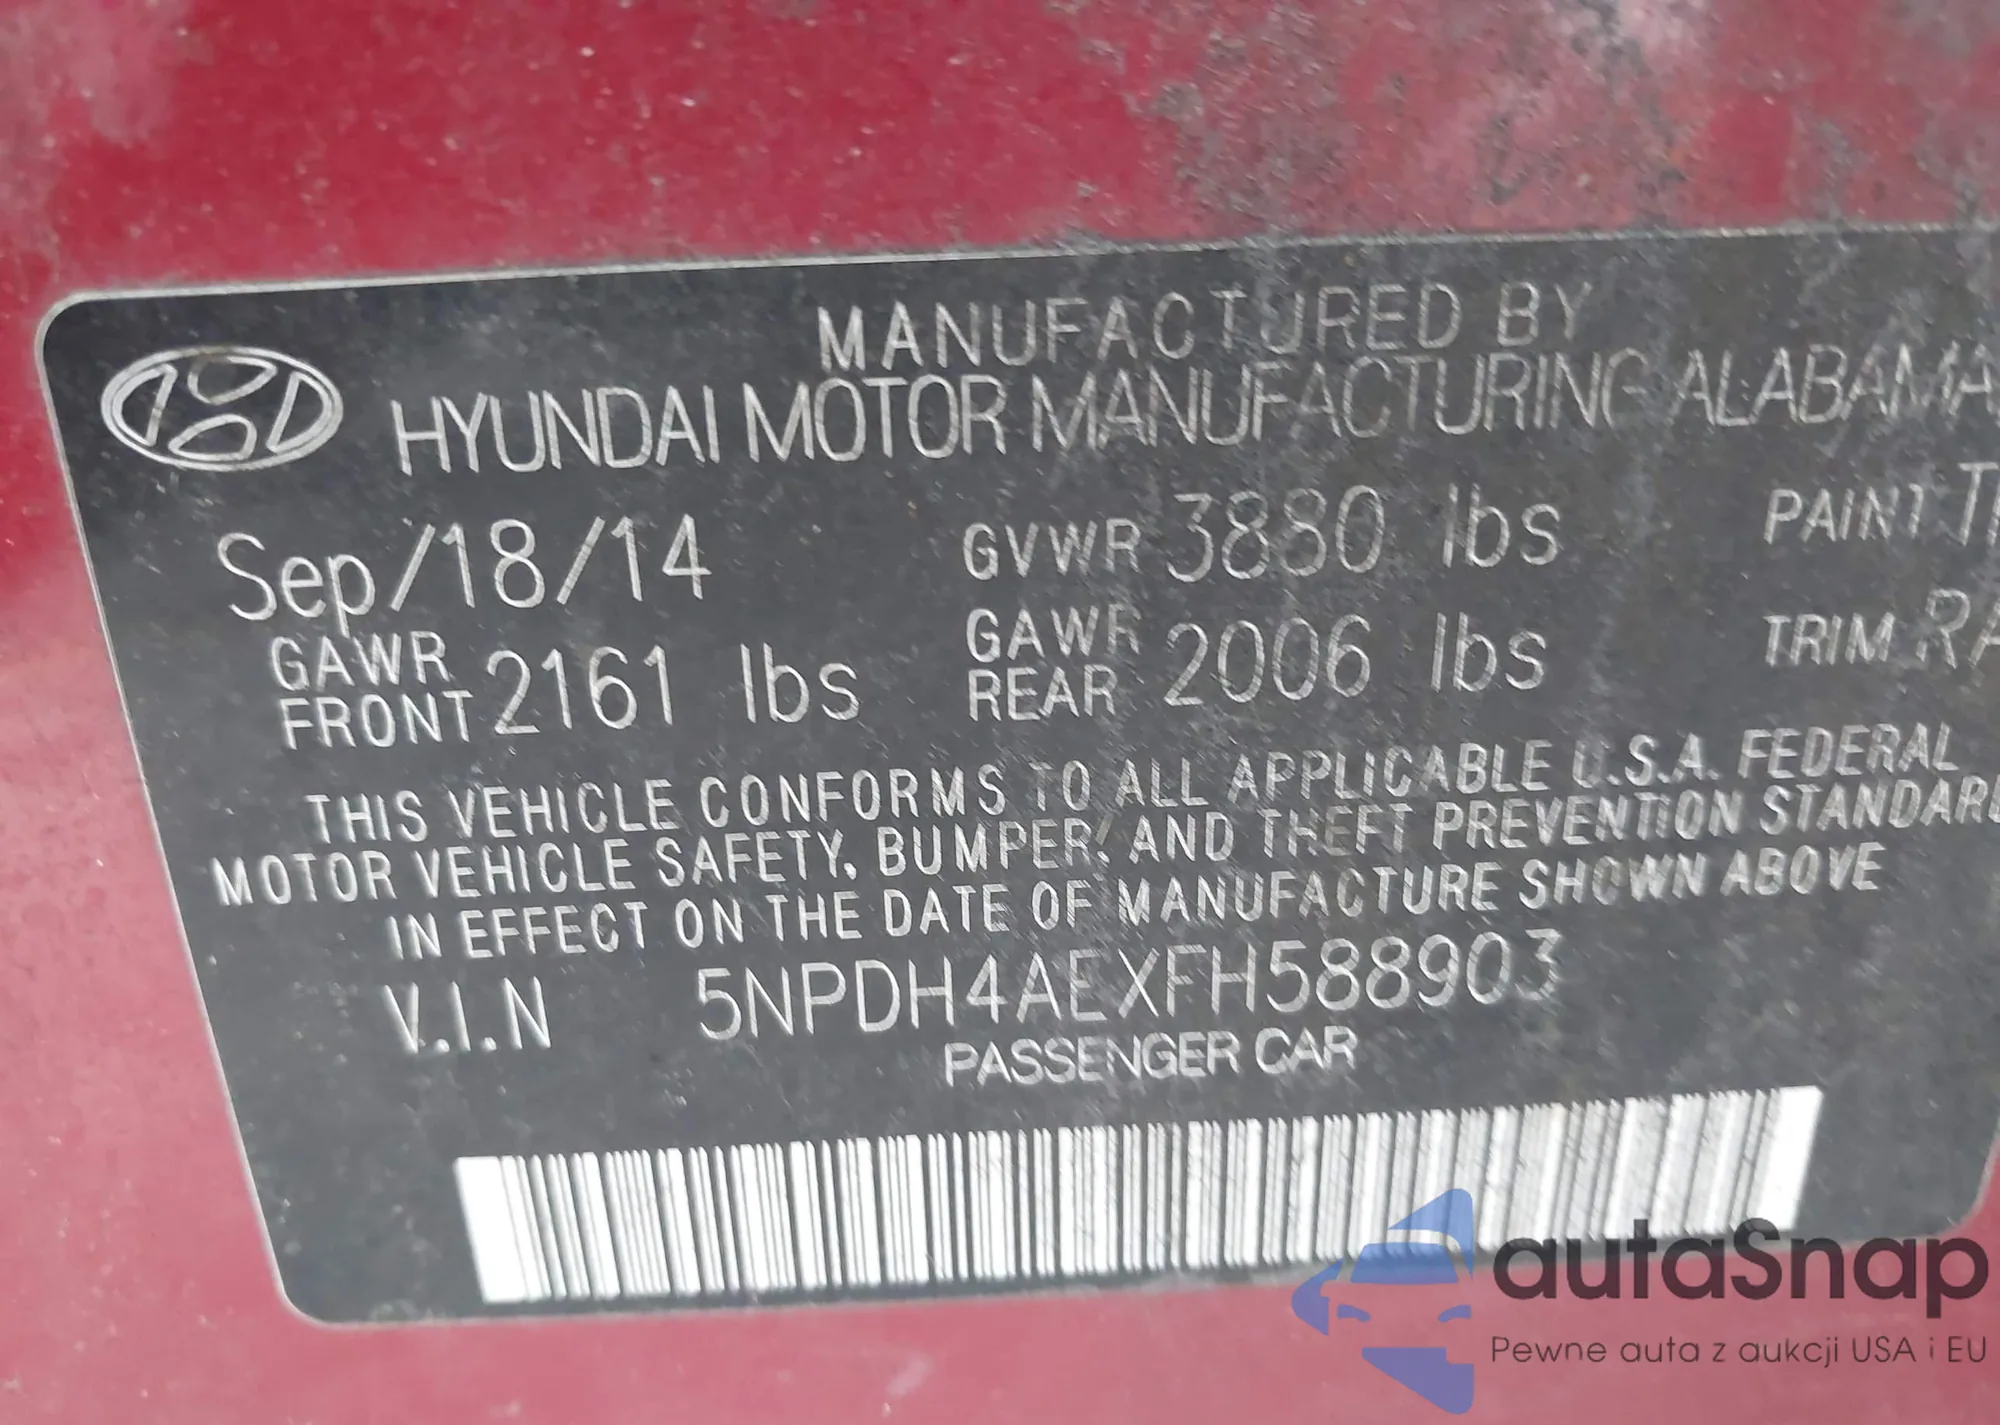 MANUFACTURED BY
HYUNDAI MOTOR MANUFACTURING ALABAMA
Sep/18/14 GVWR 3880 lbs PAINT
GAWR FRONT 2161 lbs GAWR REAR 2006 lbs TRIM
THIS VEHICLE CONFORMS TO ALL APPLICABLE U.S.A. FEDERAL
MOTOR VEHICLE SAFETY, BUMPER, AND THEFT PREVENTION STANDARD
IN EFFECT ON THE DATE OF MANUFACTURE SHOWN ABOVE
V.I.N 5NPDH4AEXFH588903
PASSENGER CAR
autaSnap
Pewne auta z aukcji USA i EU